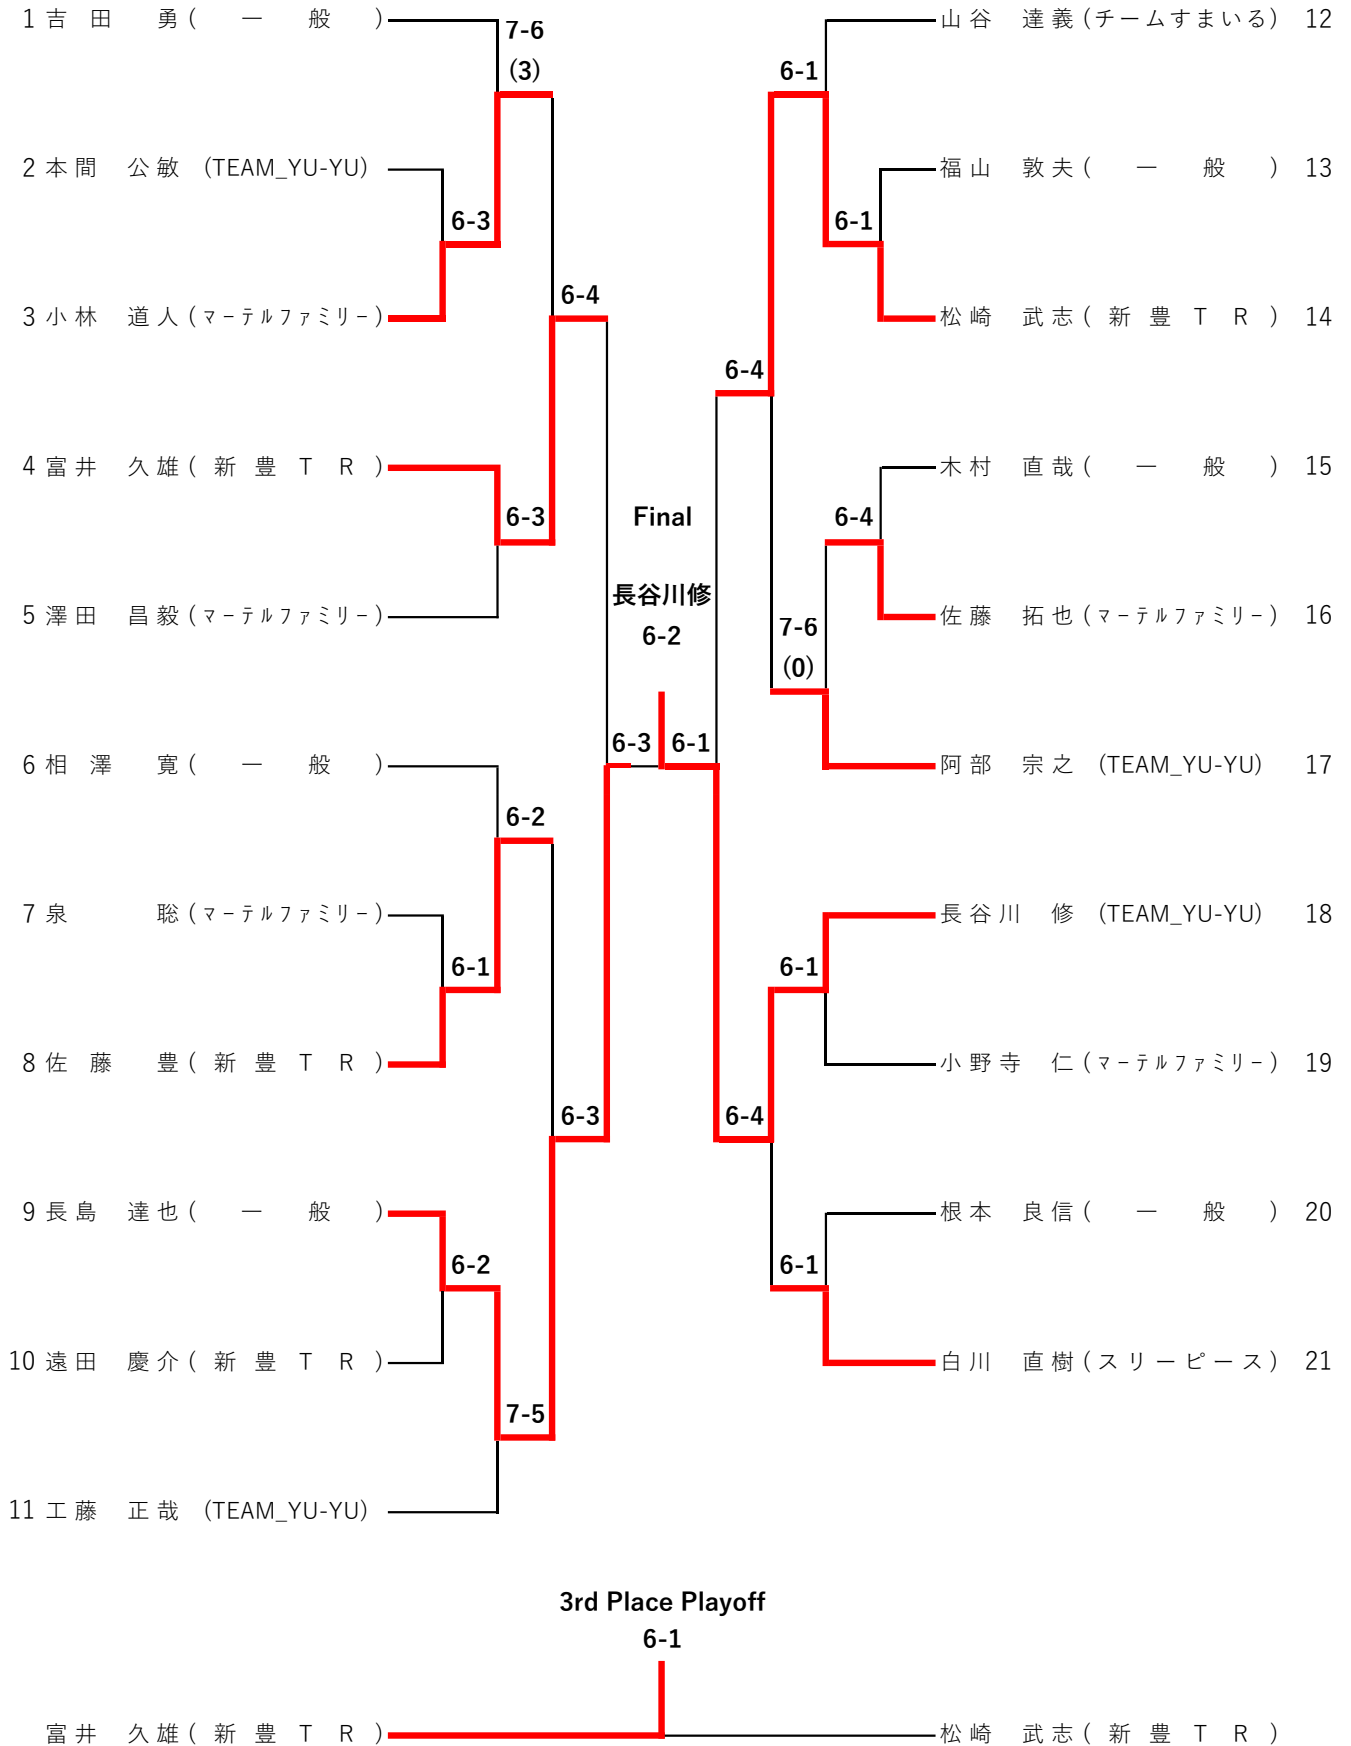 1 吉田 勇(一般)
7-6
(3)
2 本間 公敏 (TEAM_YU-YU)
6-3
3 小林 道人(マーテルファミリー)
6-4
4 富井 久雄(新豊TR)
6-3
5 澤田 昌毅(マーテルファミリー)
6 相澤 寛(一般)
6-2
7 泉 聡(マーテルファミリー)
6-1
8 佐藤 豊(新豊TR)
6-3
9 長島 達也(一般)
6-2
10 遠田 慶介(新豊TR)
7-5
11 工藤 正哉 (TEAM_YU-YU)
Final
長谷川修
6-2
6-3 6-1
山谷 達義(チームすまいる) 12
6-1
福山 敦夫(一般) 13
6-1
松崎 武志(新豊TR) 14
6-4
木村 直哉(一般) 15
6-4
佐藤 拓也(マーテルファミリー) 16
7-6
(0)
阿部 宗之 (TEAM_YU-YU) 17
長谷川 修 (TEAM_YU-YU) 18
6-1
小野寺 仁(マーテルファミリー) 19
6-4
根本 良信(一般) 20
6-1
白川 直樹(スリーピース) 21
3rd Place Playoff
6-1
富井 久雄(新豊TR) 松崎 武志(新豊TR)